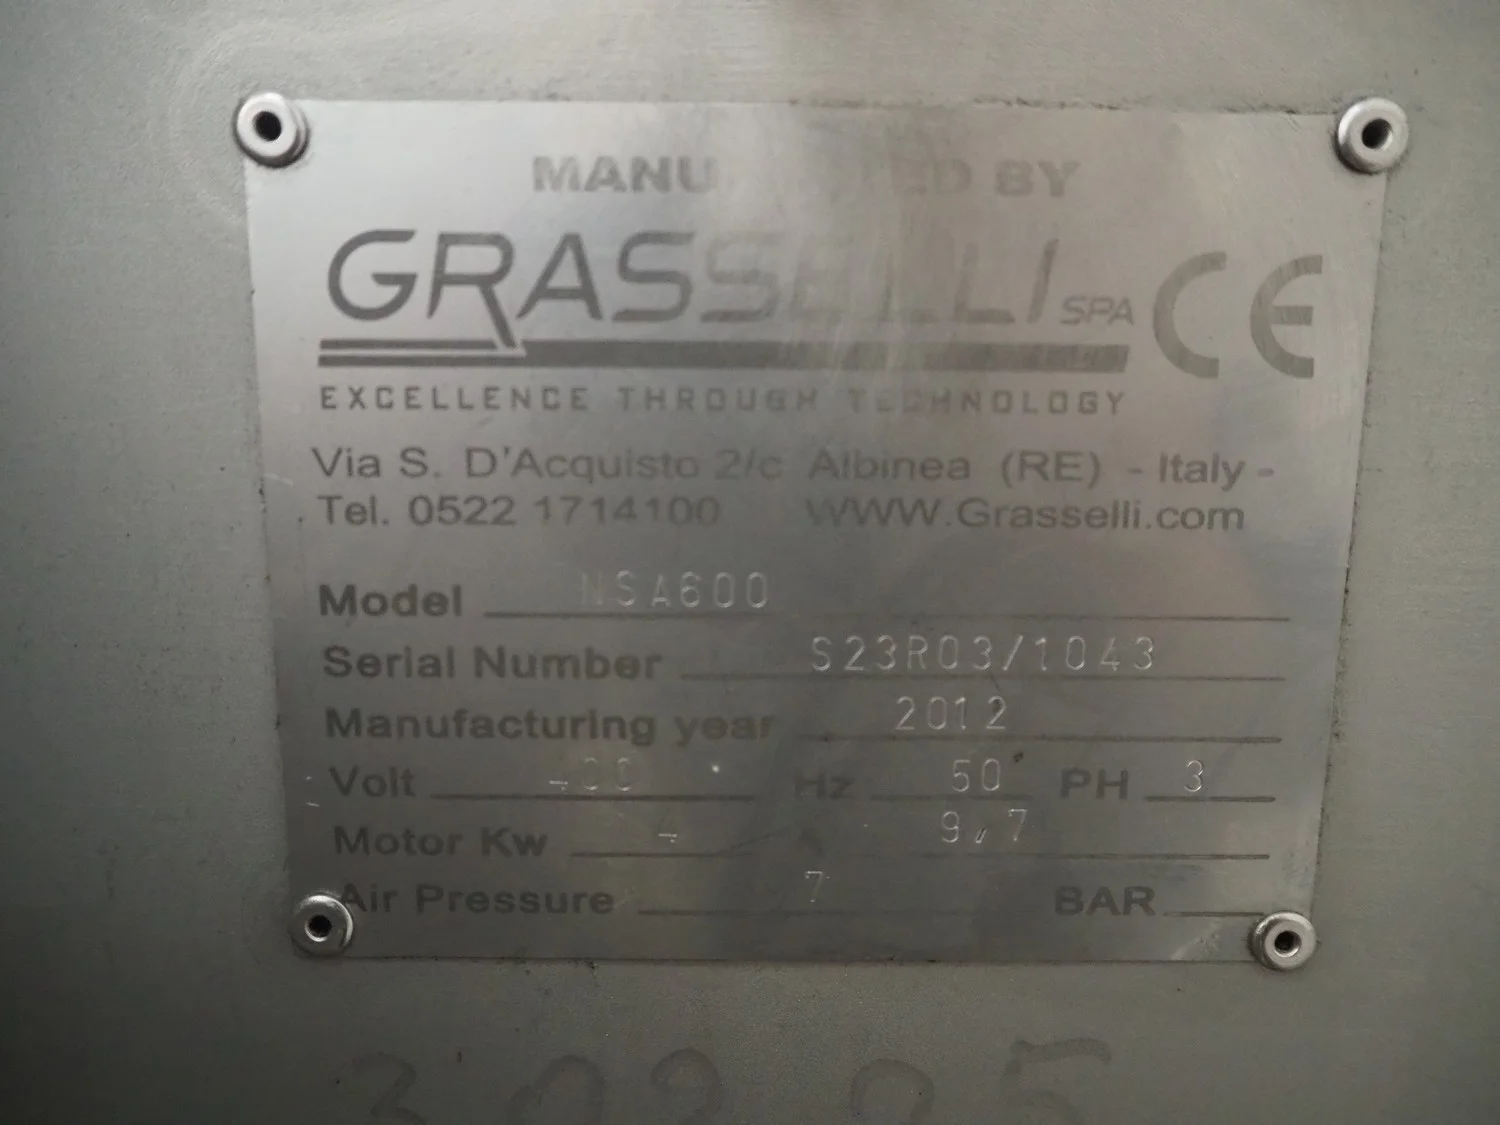 MANUFACTURED BY
GRASSELLI SPA CE
EXCELLENCE THROUGH TECHNOLOGY
Via S. D'Acquisto 2/c Albinea (RE) - Italy -
Tel. 0522 1714100 WWW.Grasselli.com
Model NSA600
Serial Number S23R03/1043
Manufacturing year 2012
Volt 400 Hz 50 PH 3
Motor Kw - A 9,7
Air Pressure 7 BAR